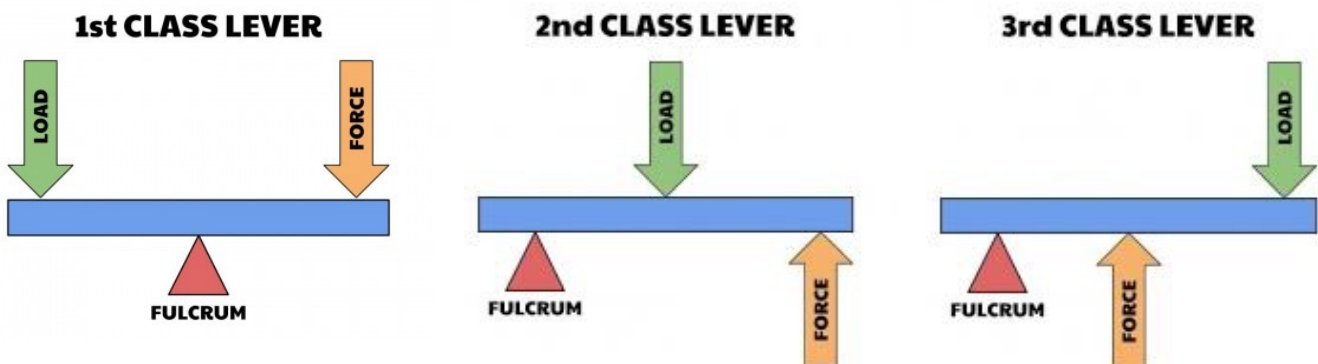 1st CLASS LEVER
LOAD
FORCE
FULCRUM
2nd CLASS LEVER
LOAD
FULCRUM
FORCE
3rd CLASS LEVER
LOAD
FULCRUM
FORCE